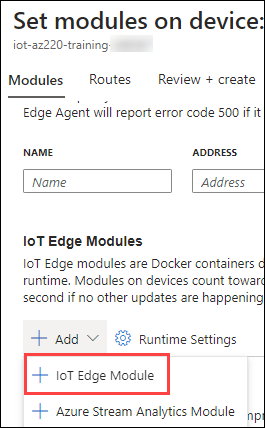 Set modules on device:
iot-az220-training-
Modules Routes Review + create
Edge Agent will report error code 500 if it
NAME ADDRESS
Name Address
IoT Edge Modules
IoT Edge modules are Docker containers d
runtime. Modules on devices count toward
second if no other updates are happening
+ Add Runtime Settings
+ IoT Edge Module
+ Azure Stream Analytics Module